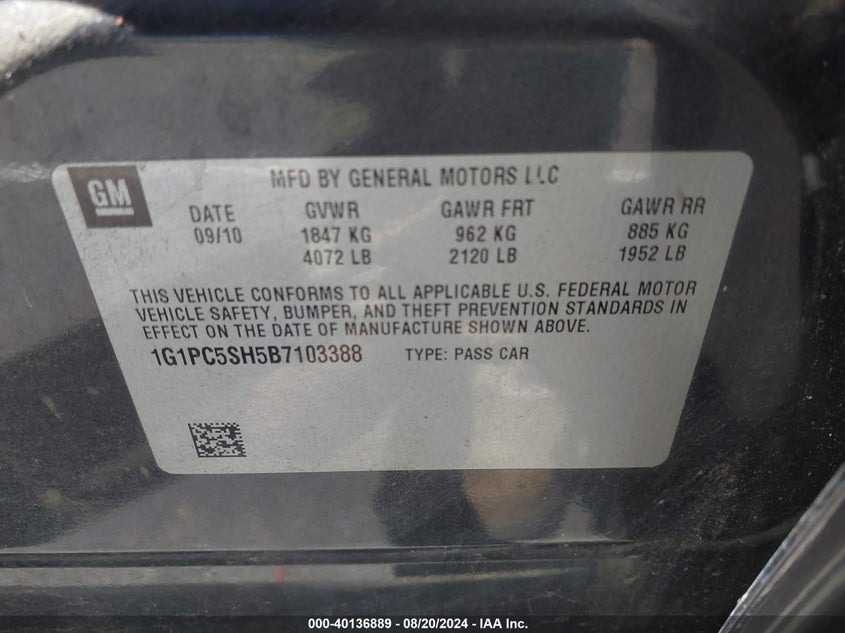 GM
MFD BY GENERAL MOTORS LLC
DATE GVWR GAWR FRT GAWR RR
09/10 1847 KG 962 KG 885 KG
4072 LB 2120 LB 1952 LB
THIS VEHICLE CONFORMS TO ALL APPLICABLE U.S. FEDERAL MOTOR
VEHICLE SAFETY, BUMPER, AND THEFT PREVENTION STANDARDS IN
EFFECT ON THE DATE OF MANUFACTURE SHOWN ABOVE.
1G1PC5SH5B7103388 TYPE: PASS CAR
000-40136889 - 08/20/2024 - IAA Inc.